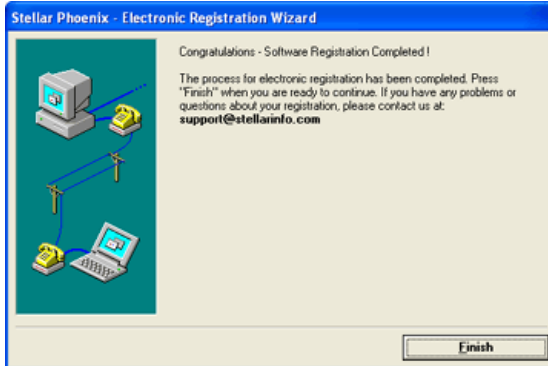 Stellar Phoenix - Electronic Registration Wizard
Congratulations - Software Registration Completed !
The process for electronic registration has been completed. Press
"Finish" when you are ready to continue. If you have any problems or
questions about your registration, please contact us at:
support@stellarinfo.com
Finish